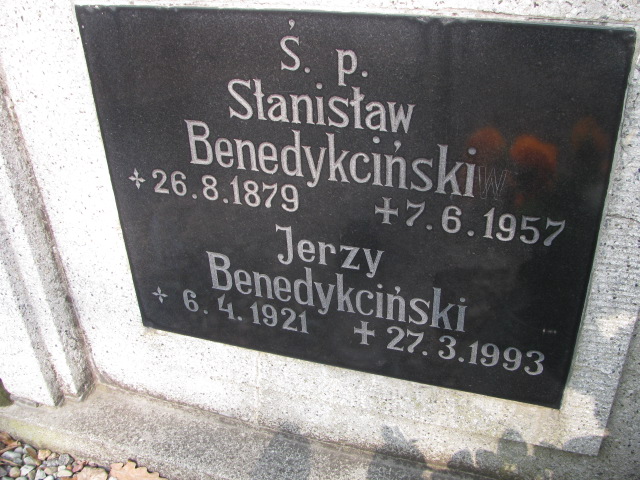 Ś. p.
Stanisław
Benedykciński
26.8.1879 7.6.1957
Jerzy
Benedykciński
6.4.1921 27.3.1993